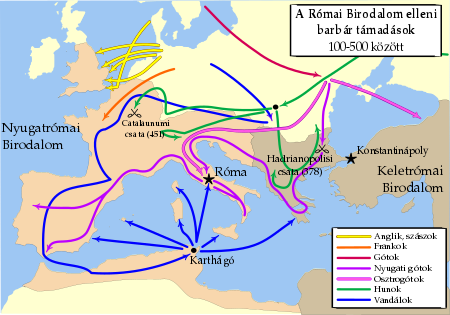 A Római Birodalom elleni
barbár támadások
100-500 között
Catalaunumi
csata (451)
Nyugatrómai
Birodalom
Hadrianopolisi
csata (378)
Konstantinápoly
Róma
Keletrómai
Birodalom
Karthágó
Anglik, szászok
Frankok
Gótok
Nyugati gótok
Osztrogótok
Hunok
Vandálok